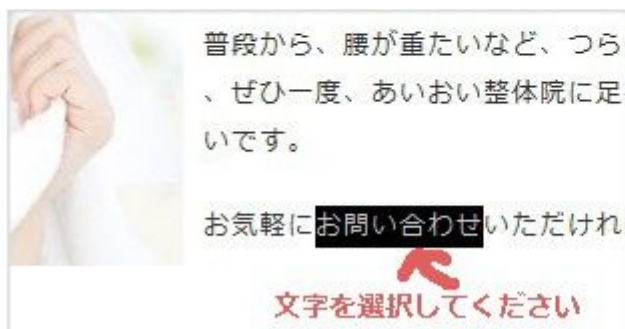 普段から、腰が重たいなど、つら
、ぜひ一度、あいおい整体院に足
いです。
お気軽にお問い合わせいただけれ
文字を選択してください